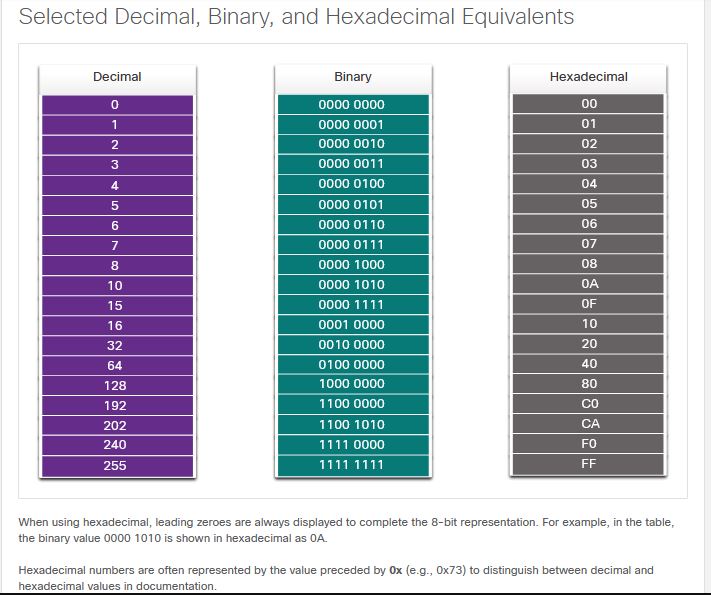 Selected Decimal, Binary, and Hexadecimal Equivalents
Decimal Binary Hexadecimal
0 0000 0000 00
1 0000 0001 01
2 0000 0010 02
3 0000 0011 03
4 0000 0100 04
5 0000 0101 05
6 0000 0110 06
7 0000 0111 07
8 0000 1000 08
10 0000 1010 0A
15 0000 1111 0F
16 0001 0000 10
32 0010 0000 20
64 0100 0000 40
128 1000 0000 80
192 1100 0000 C0
202 1100 1010 CA
240 1111 0000 F0
255 1111 1111 FF
When using hexadecimal, leading zeroes are always displayed to complete the 8-bit representation. For example, in the table,
the binary value 0000 1010 is shown in hexadecimal as 0A.
Hexadecimal numbers are often represented by the value preceded by 0x (e.g., 0x73) to distinguish between decimal and
hexadecimal values in documentation.